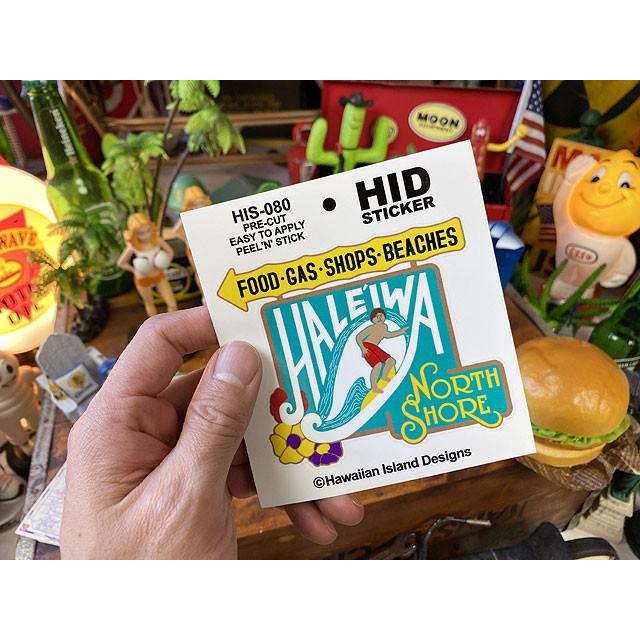 HIS-080
PRE-CUT
EASY TO APPLY
PEEL'N' STICK
HID
STICKER
FOOD·GAS·SHOPS·BEACHES
HALE'IWA
NORTH
SHORE
©Hawaiian Island Designs
MOON
WAVE